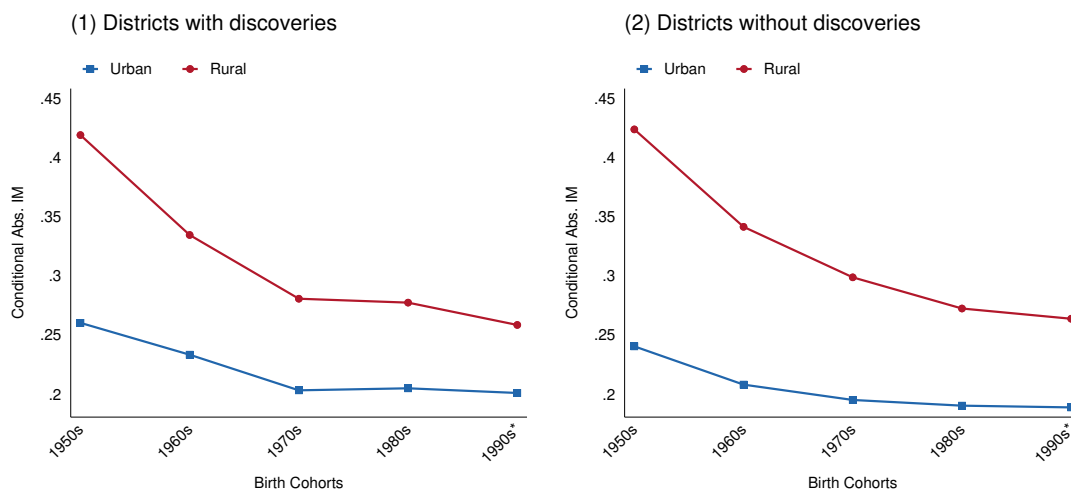 (1) Districts with discoveries
Urban Rural
.45
.4
.35
.3
.25
.2
Conditional Abs. IM
1950s 1960s 1970s 1980s 1990s*
Birth Cohorts
(2) Districts without discoveries
Urban Rural
.45
.4
.35
.3
.25
.2
Conditional Abs. IM
1950s 1960s 1970s 1980s 1990s*
Birth Cohorts